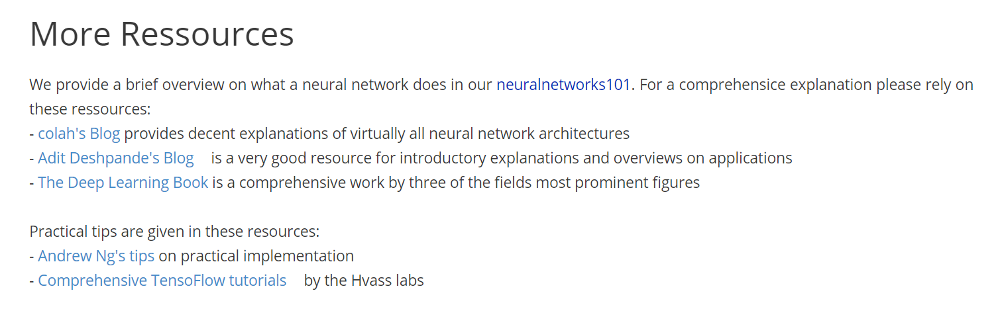 More Ressources
We provide a brief overview on what a neural network does in our neuralnetworks101. For a comprehensice explanation please rely on
these ressources:
- colah's Blog provides decent explanations of virtually all neural network architectures
- Adit Deshpande's Blog is a very good resource for introductory explanations and overviews on applications
- The Deep Learning Book is a comprehensive work by three of the fields most prominent figures
Practical tips are given in these resources:
- Andrew Ng's tips on practical implementation
- Comprehensive TensoFlow tutorials by the Hvass labs